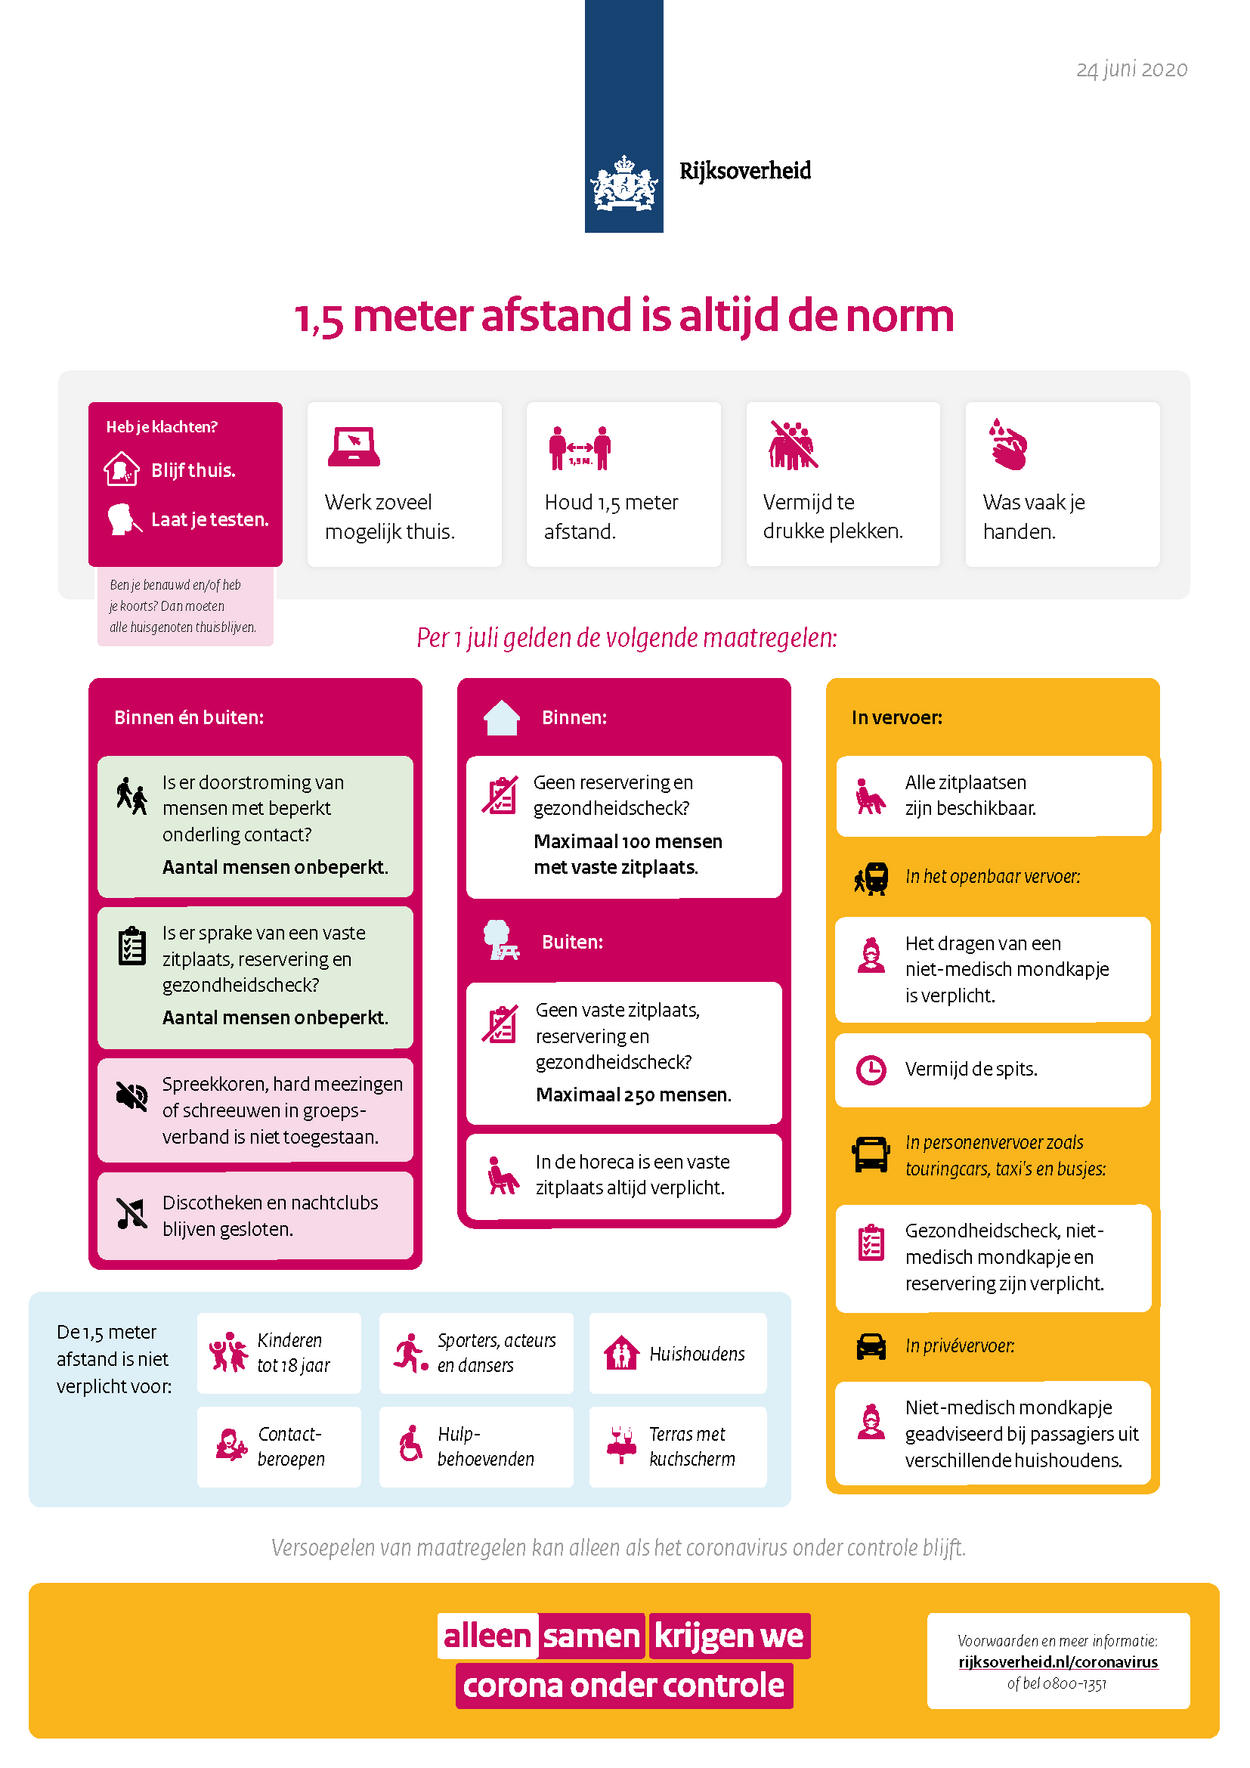 24 juni 2020
Rijksoverheid
1,5 meter afstand is altijd de norm
Heb je klachten?
Blijf thuis.
Laat je testen.
Ben je benauwd en/of heb
je koorts? Dan moeten
alle huisgenoten thuisblijven.
Werk zoveel
mogelijk thuis.
1,5 M.
Houd 1,5 meter
afstand.
Vermijd te
drukke plekken.
Was vaak je
handen.
Per 1 juli gelden de volgende maatregelen:
Binnen én buiten:
Is er doorstroming van
mensen met beperkt
onderling contact?
Aantal mensen onbeperkt.
Is er sprake van een vaste
zitplaats, reservering en
gezondheidscheck?
Aantal mensen onbeperkt.
Spreekkoren, hard meezingen
of schreeuwen in groeps-
verband is niet toegestaan.
Discotheken en nachtclubs
blijven gesloten.
Binnen:
Geen reservering en
gezondheidscheck?
Maximaal 100 mensen
met vaste zitplaats.
Buiten:
Geen vaste zitplaats,
reservering en
gezondheidscheck?
Maximaal 250 mensen.
In de horeca is een vaste
zitplaats altijd verplicht.
In vervoer:
Alle zitplaatsen
zijn beschikbaar.
In het openbaar vervoer:
Het dragen van een
niet-medisch mondkapje
is verplicht.
Vermijd de spits.
In personenvervoer zoals
touringcars, taxi's en busjes:
Gezondheidscheck, niet-
medisch mondkapje en
reservering zijn verplicht.
In privévervoer:
Niet-medisch mondkapje
geadviseerd bij passagiers uit
verschillende huishoudens.
De 1,5 meter
afstand is niet
verplicht voor:
Kinderen
tot 18 jaar
Sporters, acteurs
en dansers
Huishoudens
Contact-
beroepen
Hulp-
behoevenden
Terras met
kuchscherm
Versoepelen van maatregelen kan alleen als het coronavirus onder controle blijft.
alleen samen krijgen we
corona onder controle
Voorwaarden en meer informatie:
rijksoverheid.nl/coronavirus
of bel 0800-1351